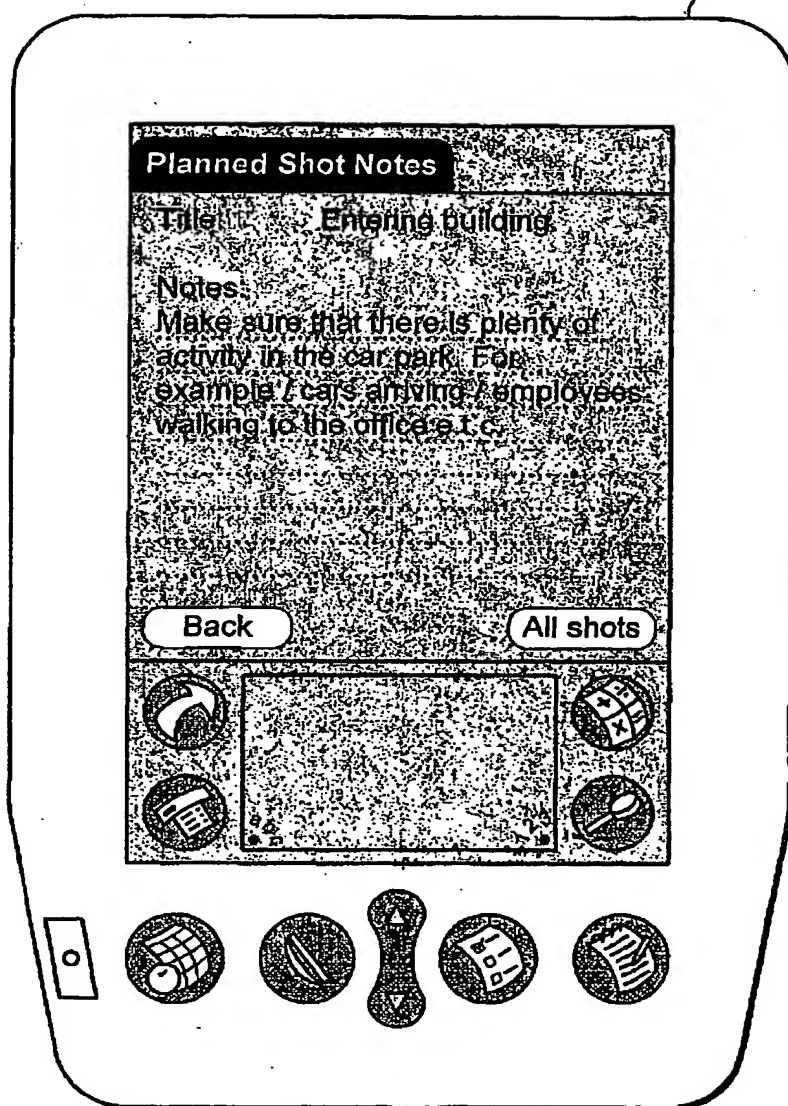 Planned Shot Notes
Title Entering building.
Notes
Make sure that there is plenty of
activity in the car park. For
example / cars arriving / employees
walking to the office e.t.c.
Back All shots